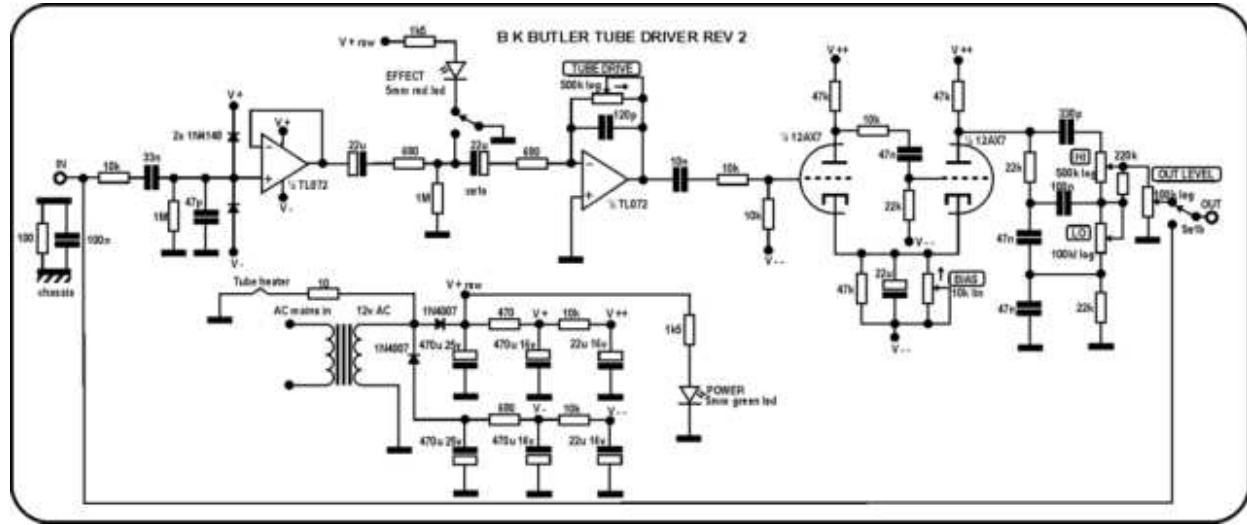 B K BUTLER TUBE DRIVER REV 2
V+ raw
1k5
EFFECT
5mm red led
TUBE DRIVE
500k log
120p
V++
V++
47k
47k
V+
2x 1N4148
V+
IN
10k
33n
1M
47p
V-
½ TL072
V-
22u
680
1M
22u
sw1a
680
½ TL072
10n
10k
10k
V--
½ 12AX7
10k
47n
½ 12AX7
22k
V--
330p
22k
HI
500k log
220k
100n
OUT LEVEL
100k log
OUT
Sw1b
LO
100kl log
47n
47n
22k
47k
22u
BIAS
10k lin
V--
100
100n
chassis
Tube heater
10
AC mains in
12v AC
1N4007
1N4007
V+ raw
470
V+
10k
V++
470u 25v
470u 16v
22u 16v
1k5
POWER
5mm green led
680
V-
10k
V--
470u 25v
470u 16v
22u 16v